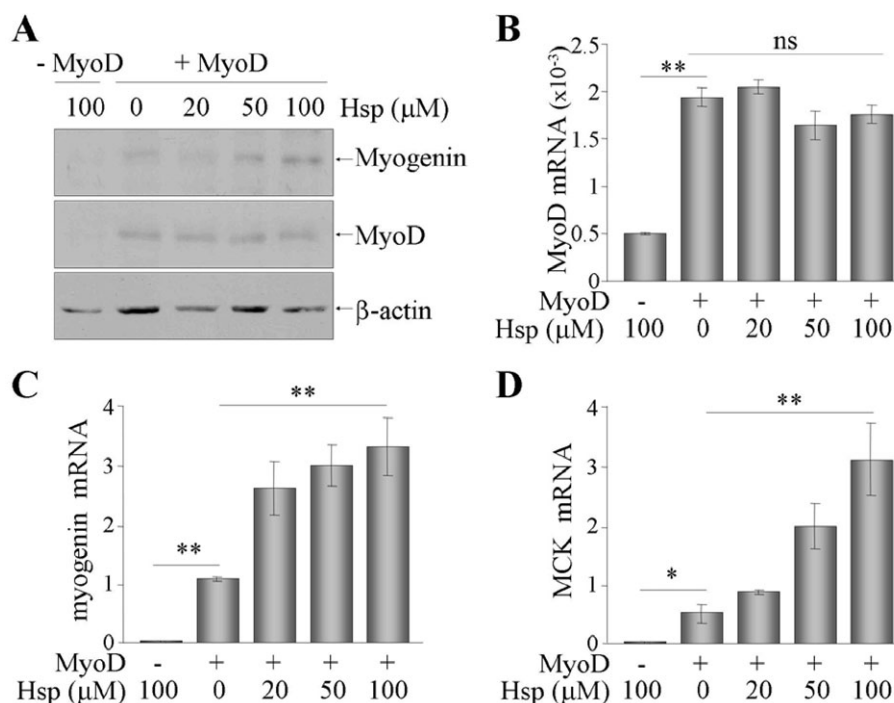 A
- MyoD + MyoD
100 0 20 50 100 Hsp (μM)
Myogenin
MyoD
β-actin
B
MyoD mRNA (x10⁻³)
2.5
2
1.5
1
0.5
0
**
ns
MyoD - + + + +
Hsp (μM) 100 0 20 50 100
C
myogenin mRNA
4
3
2
1
0
**
**
MyoD - + + + +
Hsp (μM) 100 0 20 50 100
D
MCK mRNA
4
3
2
1
0
*
**
MyoD - + + + +
Hsp (μM) 100 0 20 50 100